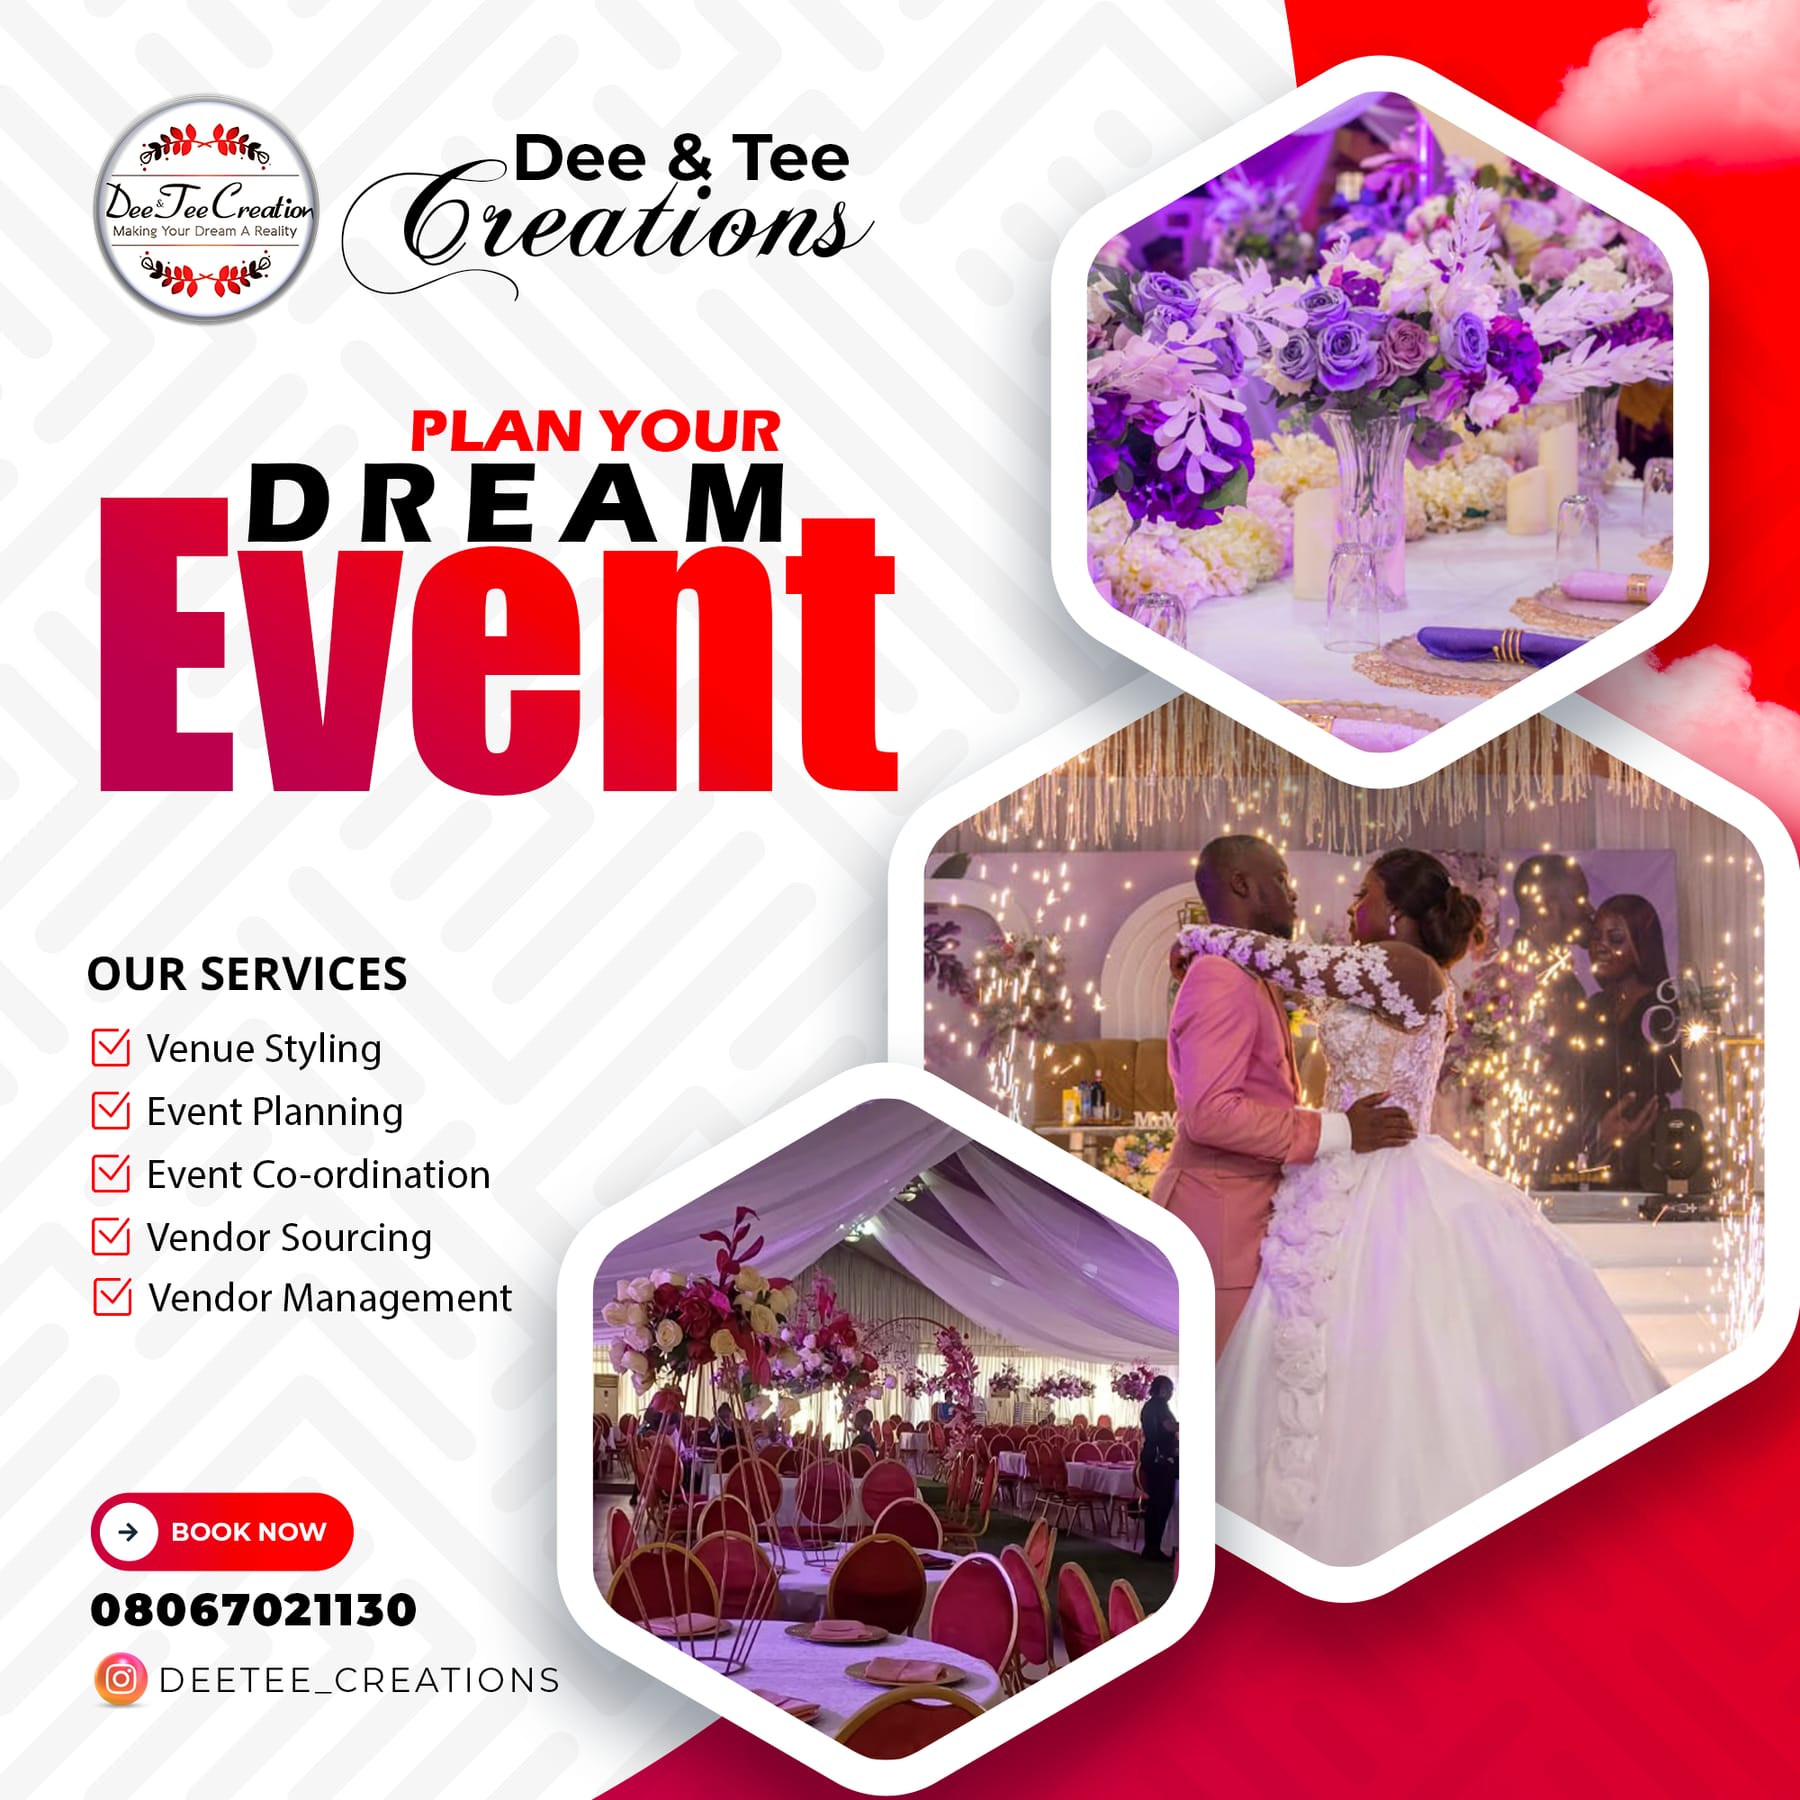 Dee & Tee Creation
Making Your Dream A Reality
Dee & Tee
Creations
PLAN YOUR
DREAM
Event
OUR SERVICES
Venue Styling
Event Planning
Event Co-ordination
Vendor Sourcing
Vendor Management
BOOK NOW
08067021130
DEETEE_CREATIONS